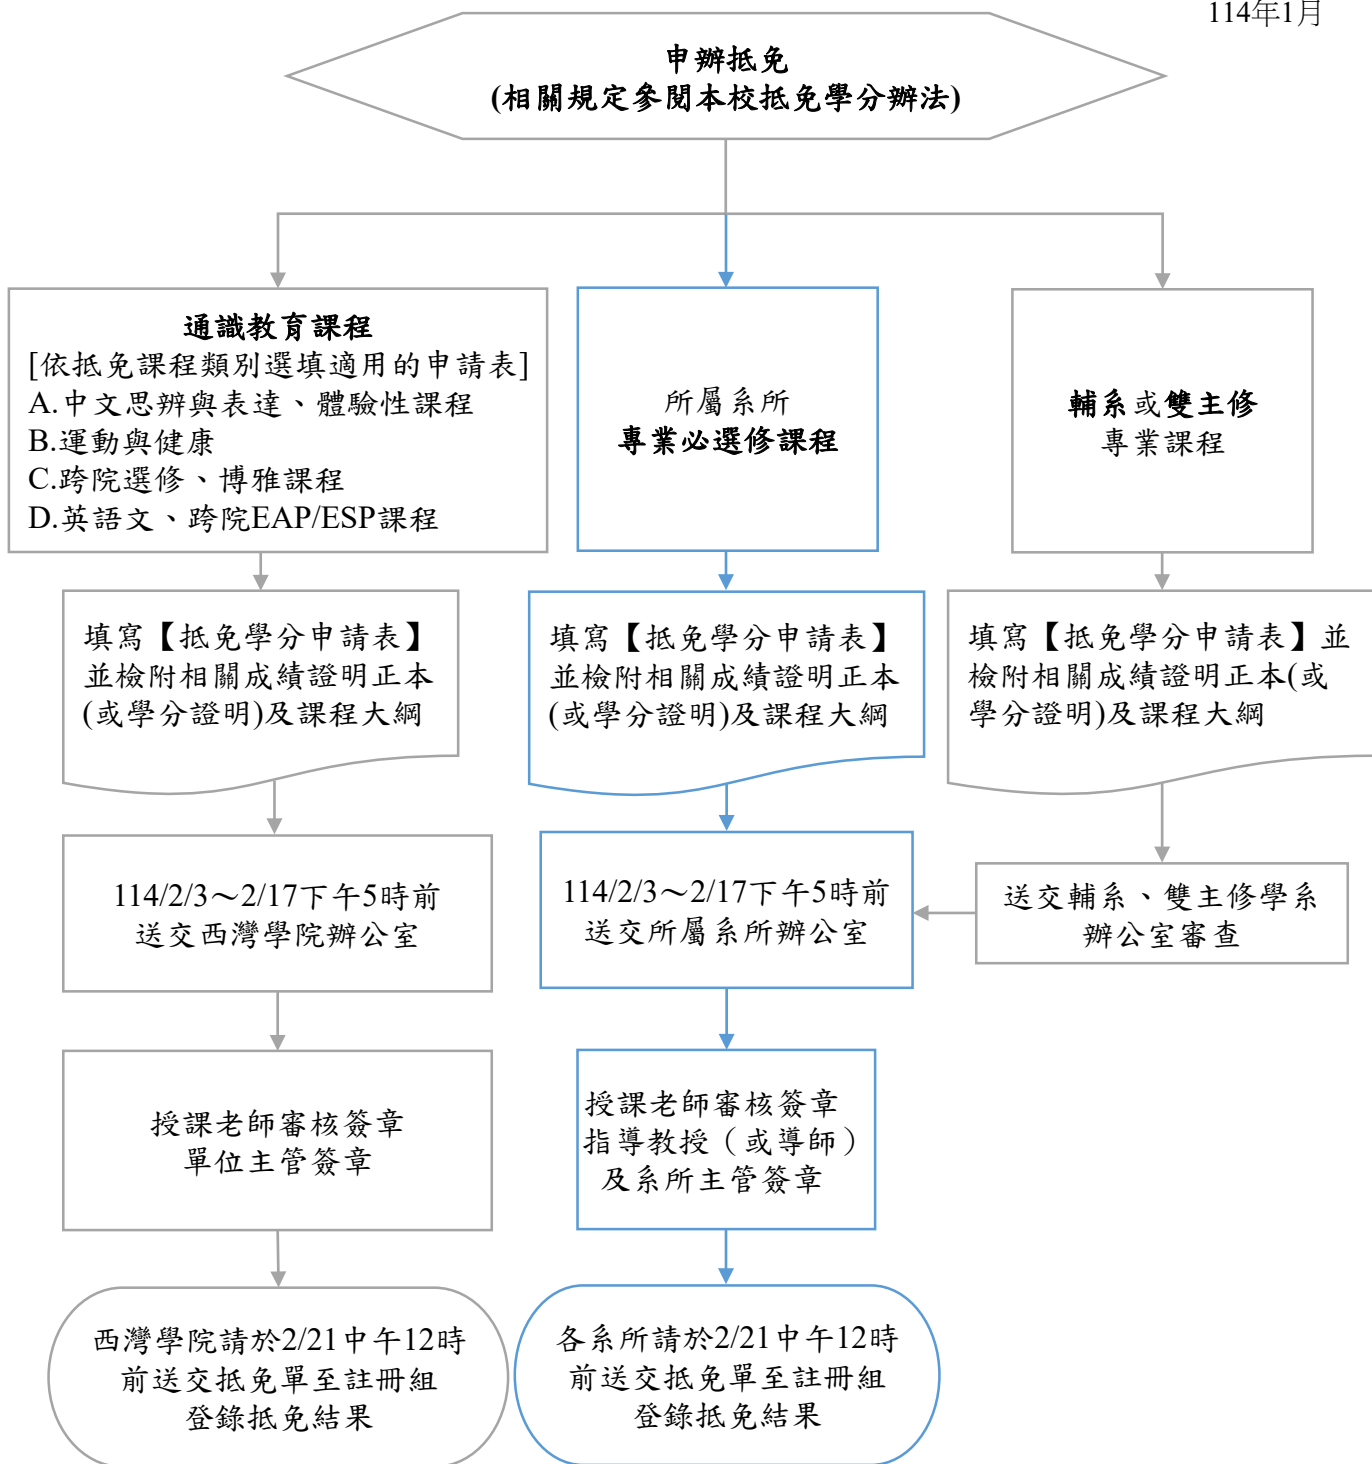 114年1月
申辦抵免
(相關規定參閱本校抵免學分辦法)
通識教育課程
[依抵免課程類別選填適用的申請表]
A.中文思辨與表達、體驗性課程
B.運動與健康
C.跨院選修、博雅課程
D.英語文、跨院EAP/ESP課程
所屬系所
專業必選修課程
輔系或雙主修
專業課程
填寫【抵免學分申請表】
並檢附相關成績證明正本
(或學分證明)及課程大綱
填寫【抵免學分申請表】
並檢附相關成績證明正本
(或學分證明)及課程大綱
填寫【抵免學分申請表】並
檢附相關成績證明正本(或
學分證明)及課程大綱
114/2/3～2/17下午5時前
送交西灣學院辦公室
114/2/3～2/17下午5時前
送交所屬系所辦公室
送交輔系、雙主修學系
辦公室審查
授課老師審核簽章
單位主管簽章
授課老師審核簽章
指導教授（或導師）
及系所主管簽章
西灣學院請於2/21中午12時
前送交抵免單至註冊組
登錄抵免結果
各系所請於2/21中午12時
前送交抵免單至註冊組
登錄抵免結果